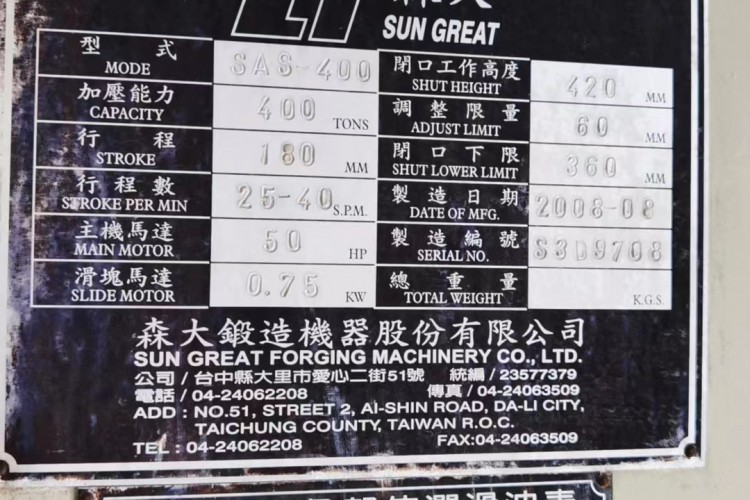 森大
SUN GREAT
型式 SAS-400 閉口工作高度 420
MODE SHUT HEIGHT MM
加壓能力 400 調整限量 60
CAPACITY TONS ADJUST LIMIT MM
行程 180 閉口下限 360
STROKE MM SHUT LOWER LIMIT MM
行程數 25-40 製造日期 2008-08
STROKE PER MIN S.P.M. DATE OF MFG.
主機馬達 50 製造編號 S3D9708
MAIN MOTOR HP SERIAL NO.
滑塊馬達 0.75 總重量
SLIDE MOTOR KW TOTAL WEIGHT K.G.S.
森大鍛造機器股份有限公司
SUN GREAT FORGING MACHINERY CO., LTD.
公司/台中縣大里市愛心二街51號 統編/23577379
電話/04-24062208 傳真/04-24063509
ADD : NO.51, STREET 2, AI-SHIN ROAD, DA-LI CITY,
TAICHUNG COUNTY, TAIWAN R.O.C.
TEL : 04-24062208 FAX:04-24063509